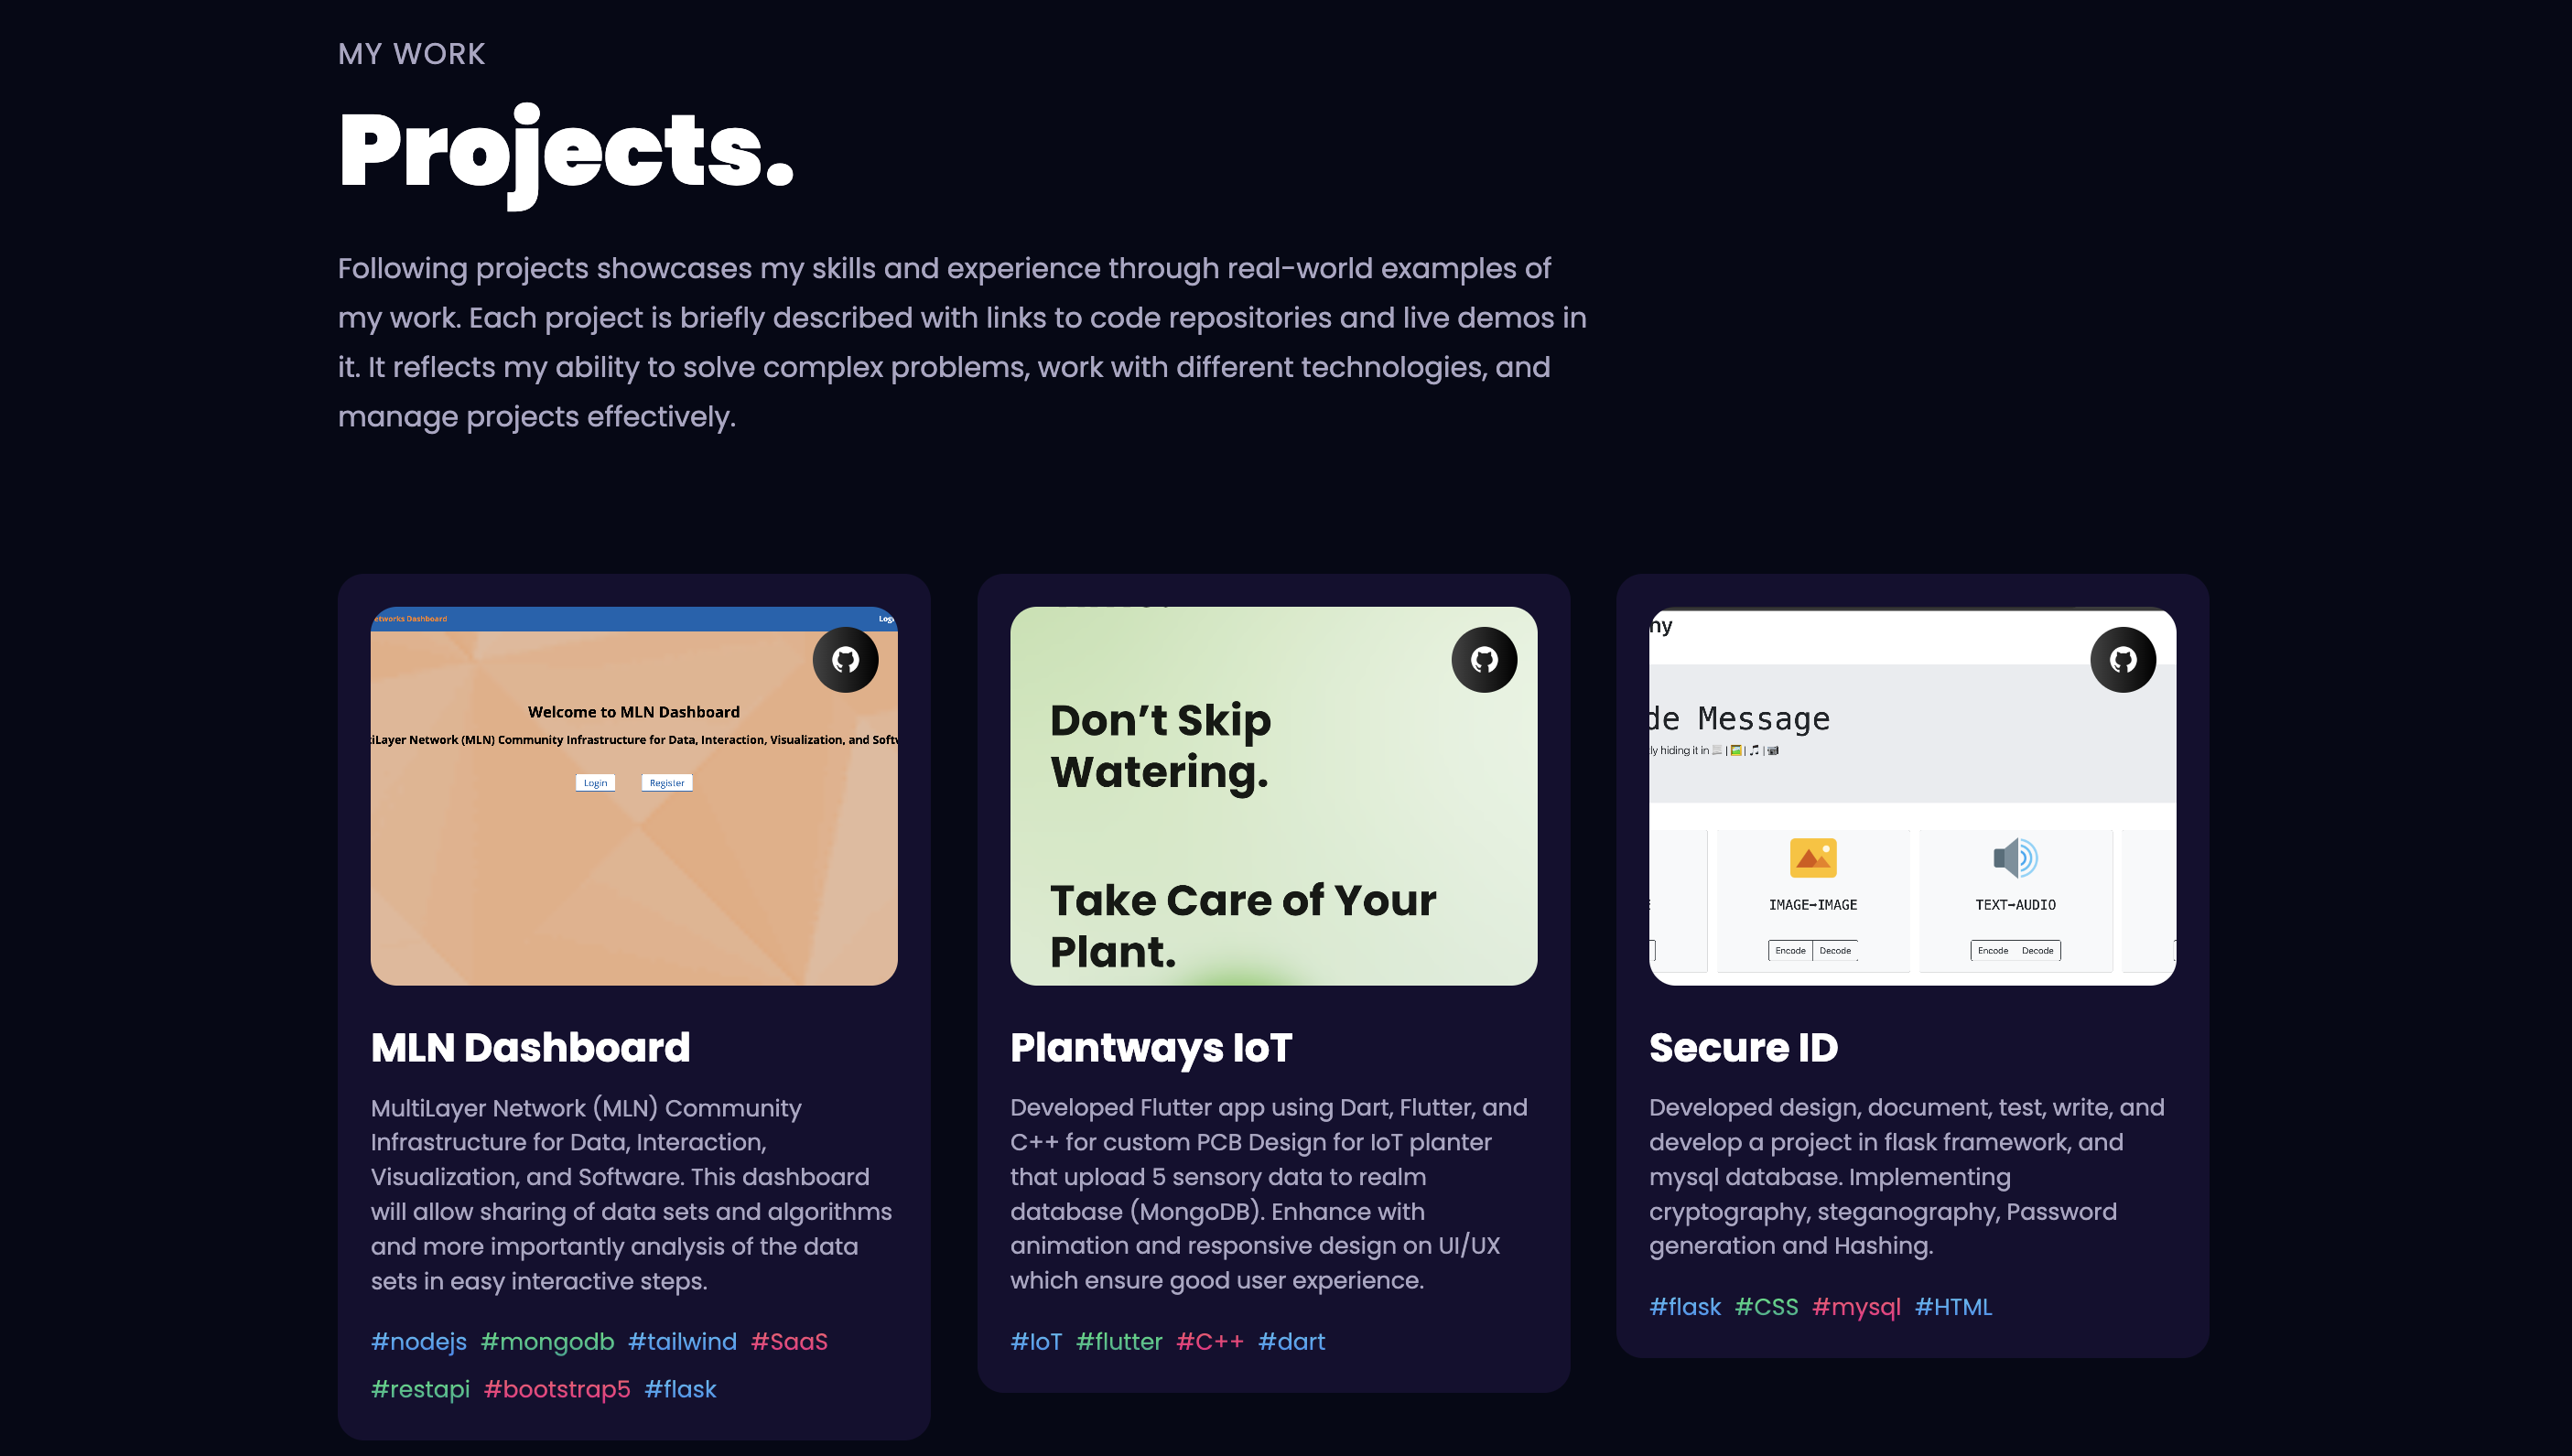 MY WORK
Projects.
Following projects showcases my skills and experience through real-world examples of
my work. Each project is briefly described with links to code repositories and live demos in
it. It reflects my ability to solve complex problems, work with different technologies, and
manage projects effectively.
etworks Dashboard
Welcome to MLN Dashboard
iLayer Network (MLN) Community Infrastructure for Data, Interaction, Visualization, and Softw
Login Register
MLN Dashboard
MultiLayer Network (MLN) Community
Infrastructure for Data, Interaction,
Visualization, and Software. This dashboard
will allow sharing of data sets and algorithms
and more importantly analysis of the data
sets in easy interactive steps.
#nodejs #mongodb #tailwind #SaaS
#restapi #bootstrap5 #flask
Don't Skip
Watering.
Take Care of Your
Plant.
Plantways IoT
Developed Flutter app using Dart, Flutter, and
C++ for custom PCB Design for IoT planter
that upload 5 sensory data to realm
database (MongoDB). Enhance with
animation and responsive design on UI/UX
which ensure good user experience.
#IoT #flutter #C++ #dart
ny
de Message
ly hiding it in | | |
IMAGE→IMAGE TEXT→AUDIO
Encode Decode Encode Decode
Secure ID
Developed design, document, test, write, and
develop a project in flask framework, and
mysql database. Implementing
cryptography, steganography, Password
generation and Hashing.
#flask #CSS #mysql #HTML